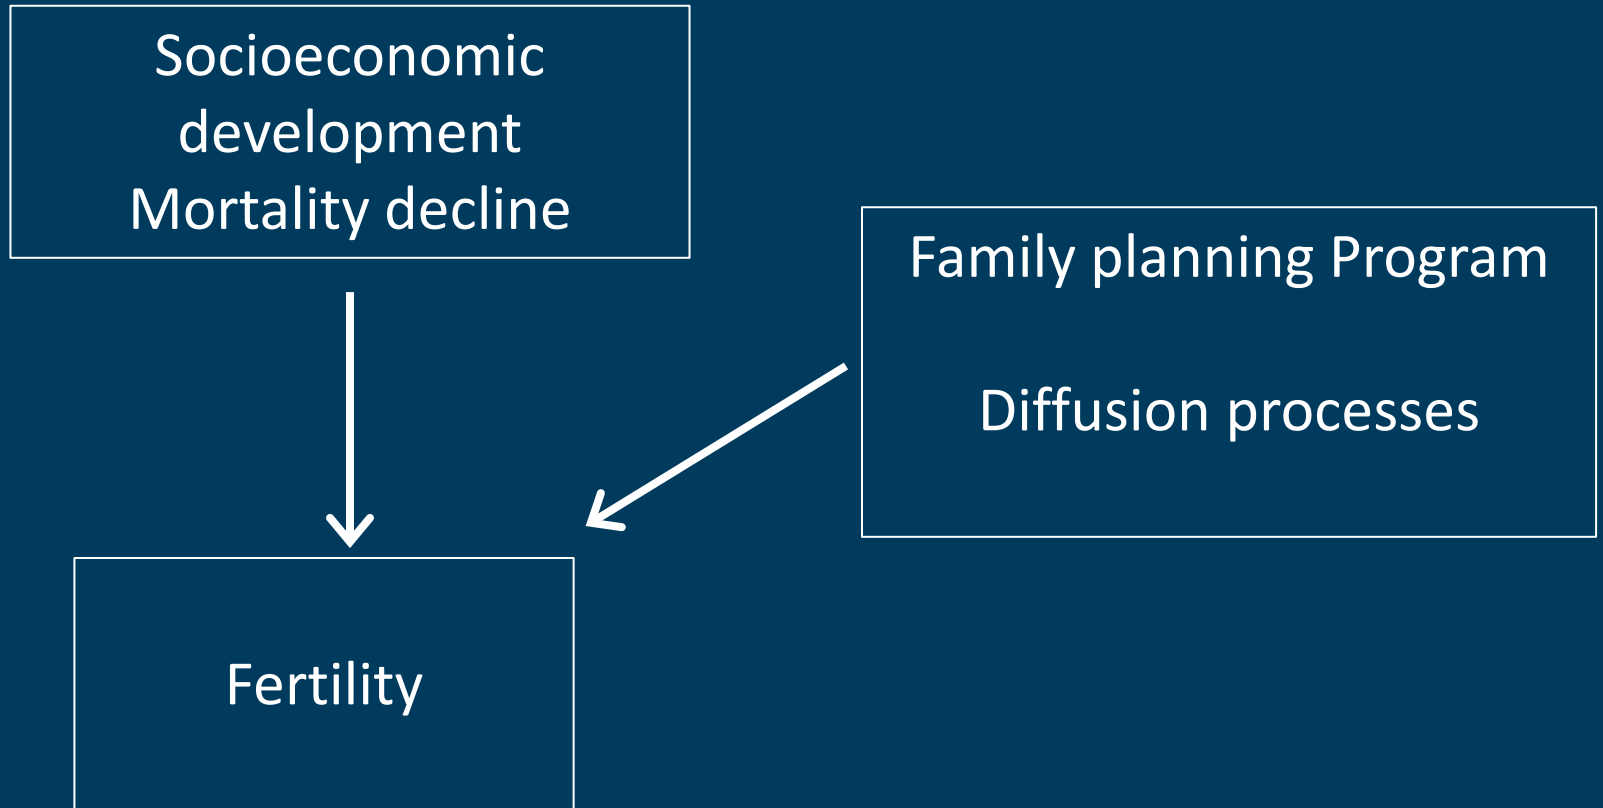 Socioeconomic
development
Mortality decline
Family planning Program
Diffusion processes
Fertility